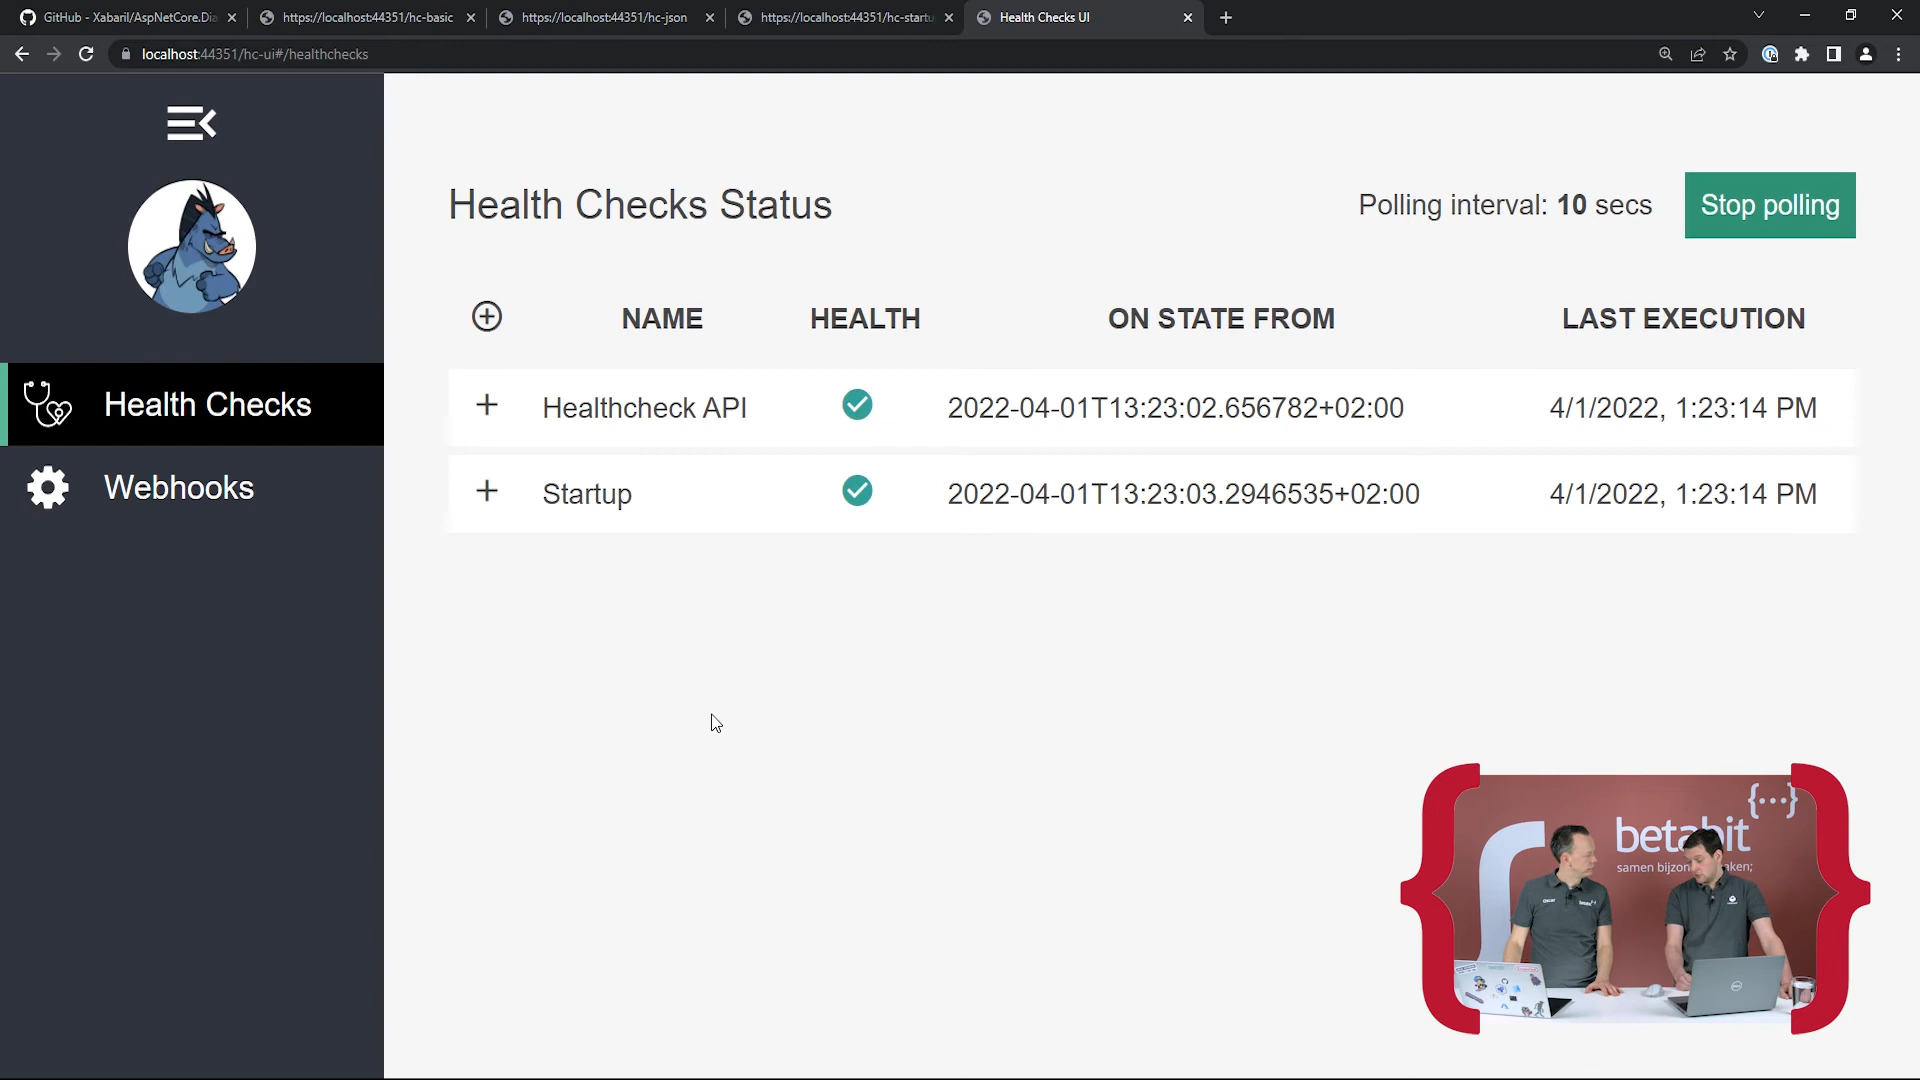 GitHub - Xabaril/AspNetCore.Dia
https://localhost:44351/hc-basic
https://localhost:44351/hc-json
https://localhost:44351/hc-startu
Health Checks UI
localhost:44351/hc-ui#/healthchecks
Health Checks
Webhooks
Health Checks Status
Polling interval: 10 secs
Stop polling
NAME HEALTH ON STATE FROM LAST EXECUTION
+ Healthcheck API 2022-04-01T13:23:02.656782+02:00 4/1/2022, 1:23:14 PM
+ Startup 2022-04-01T13:23:03.2946535+02:00 4/1/2022, 1:23:14 PM
{...}
Oscar
DELL